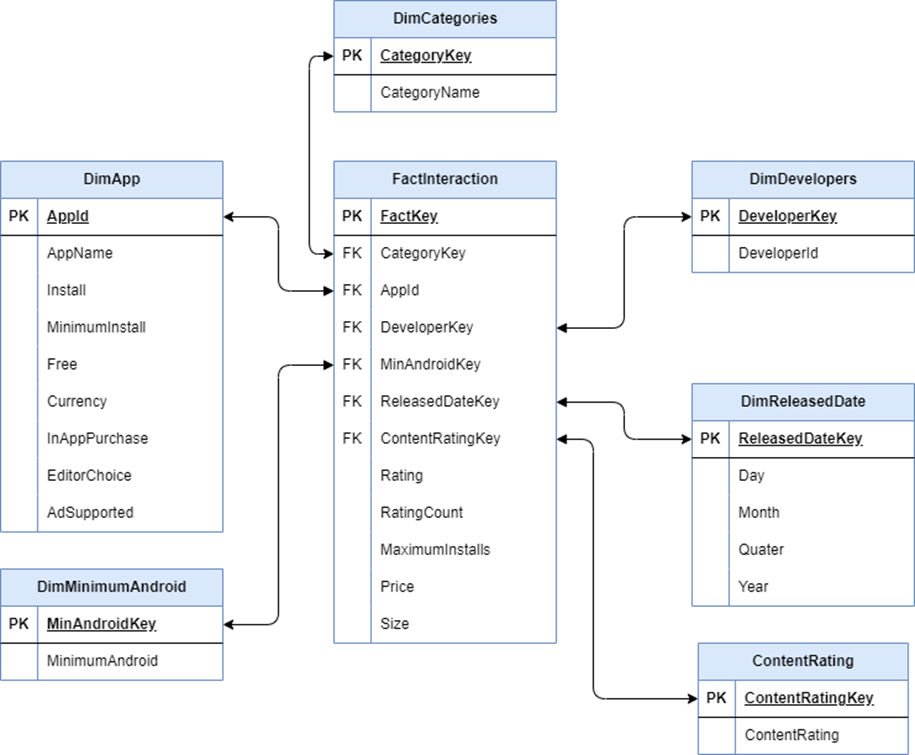 DimCategories
PK CategoryKey
CategoryName
DimApp
PK AppId
AppName
Install
MinimumInstall
Free
Currency
InAppPurchase
EditorChoice
AdSupported
FactInteraction
PK FactKey
FK CategoryKey
FK AppId
FK DeveloperKey
FK MinAndroidKey
FK ReleasedDateKey
FK ContentRatingKey
Rating
RatingCount
MaximumInstalls
Price
Size
DimDevelopers
PK DeveloperKey
DeveloperId
DimReleasedDate
PK ReleasedDateKey
Day
Month
Quater
Year
DimMinimumAndroid
PK MinAndroidKey
MinimumAndroid
ContentRating
PK ContentRatingKey
ContentRating